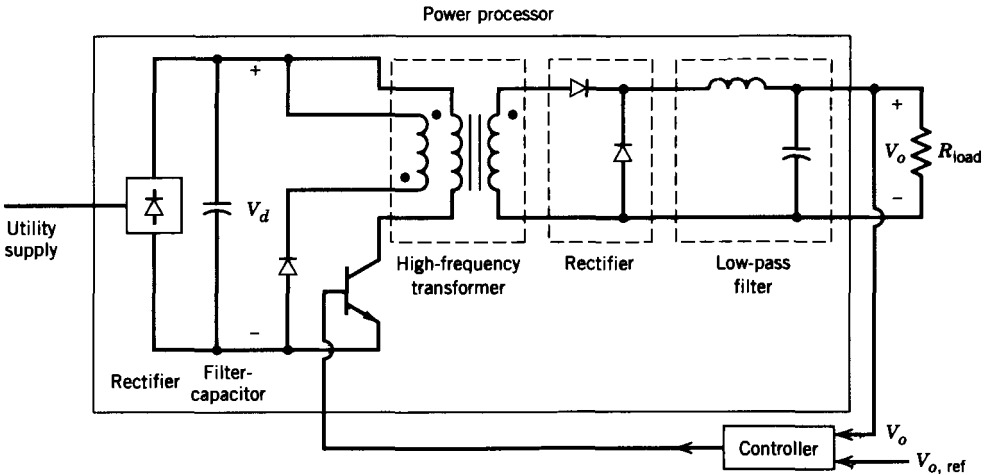 Power processor
+
V_d
−
Utility
supply
Rectifier
Filter-
capacitor
High-frequency
transformer
Rectifier
Low-pass
filter
+
V_o
−
R_load
Controller
V_o
V_o, ref